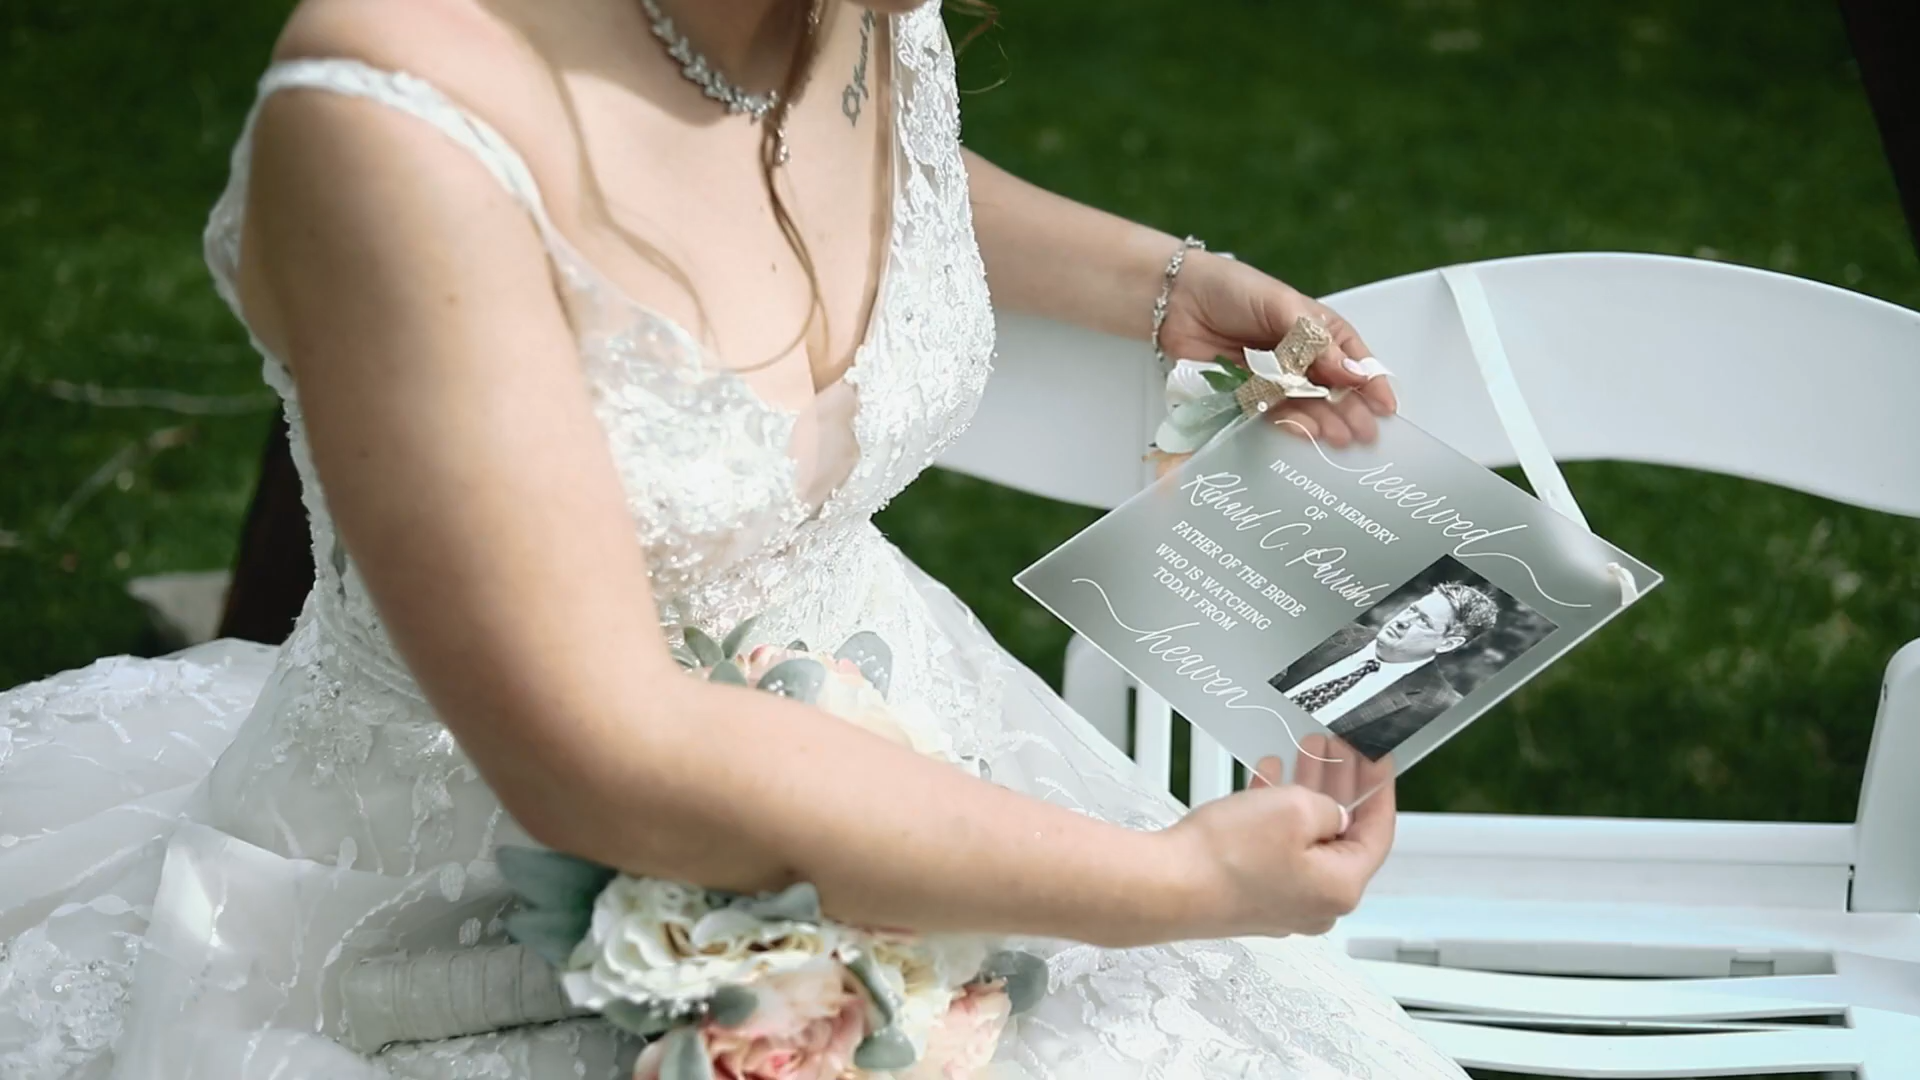 reserved
IN LOVING MEMORY
OF
Richard C. Parrish
FATHER OF THE BRIDE
WHO IS WATCHING
TODAY FROM
heaven